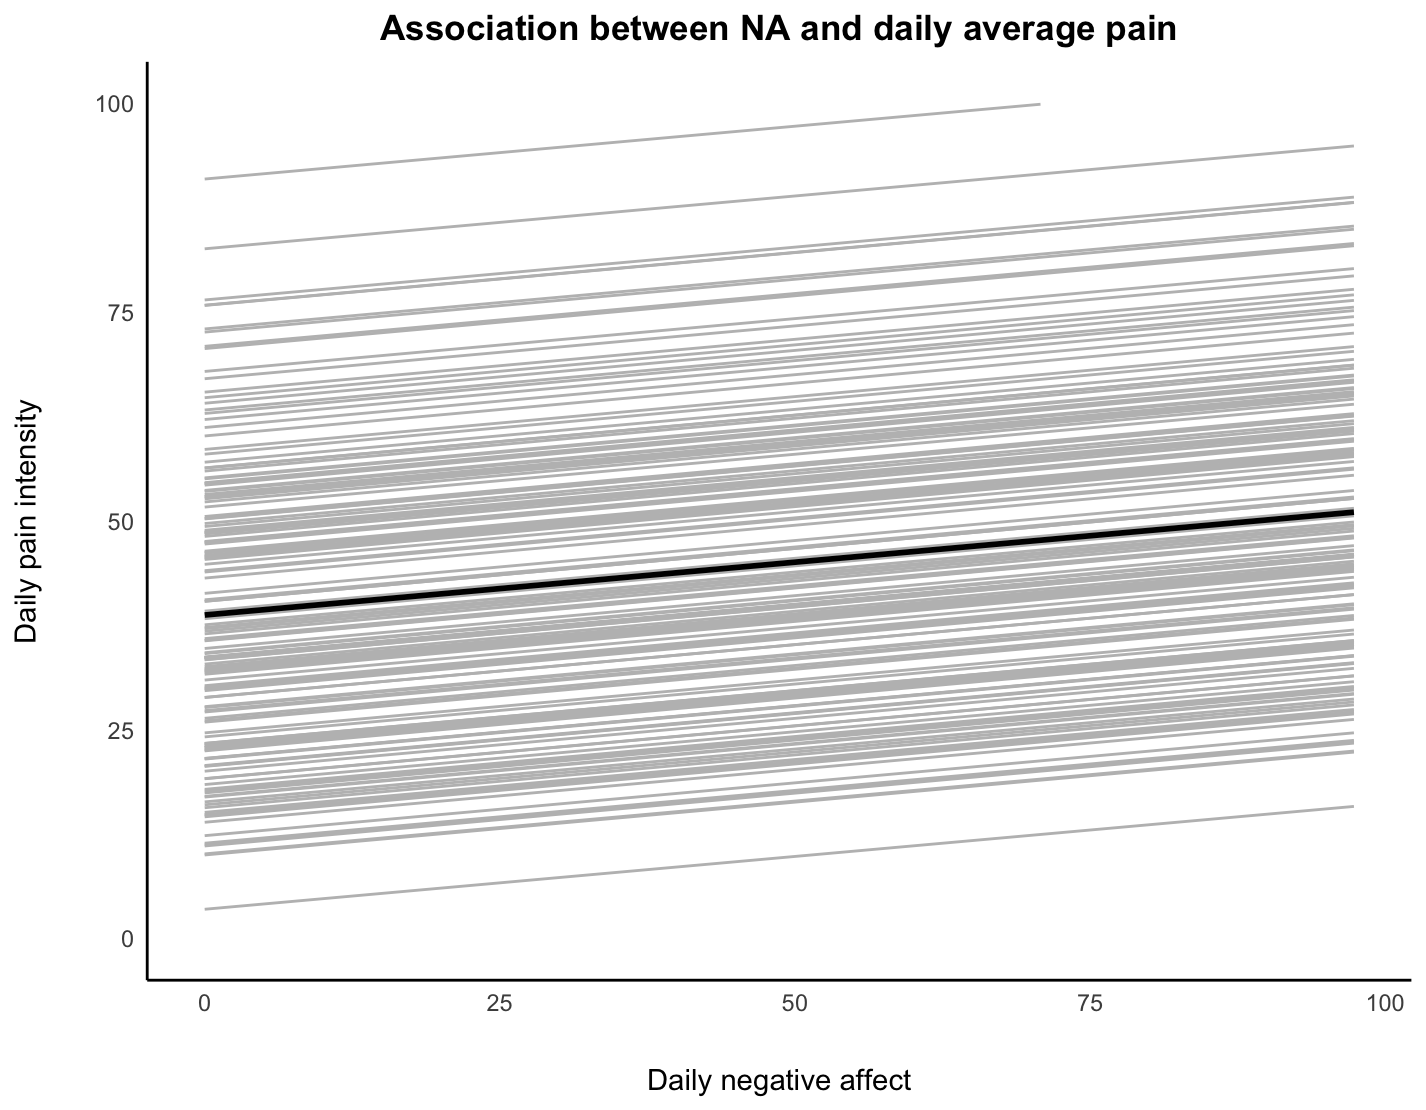 Association between NA and daily average pain
100
75
50
25
0
Daily pain intensity
0 25 50 75 100
Daily negative affect